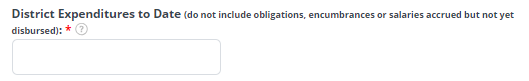 District Expenditures to Date (do not include obligations, encumbrances or salaries accrued but not yet
disbursed): * ?